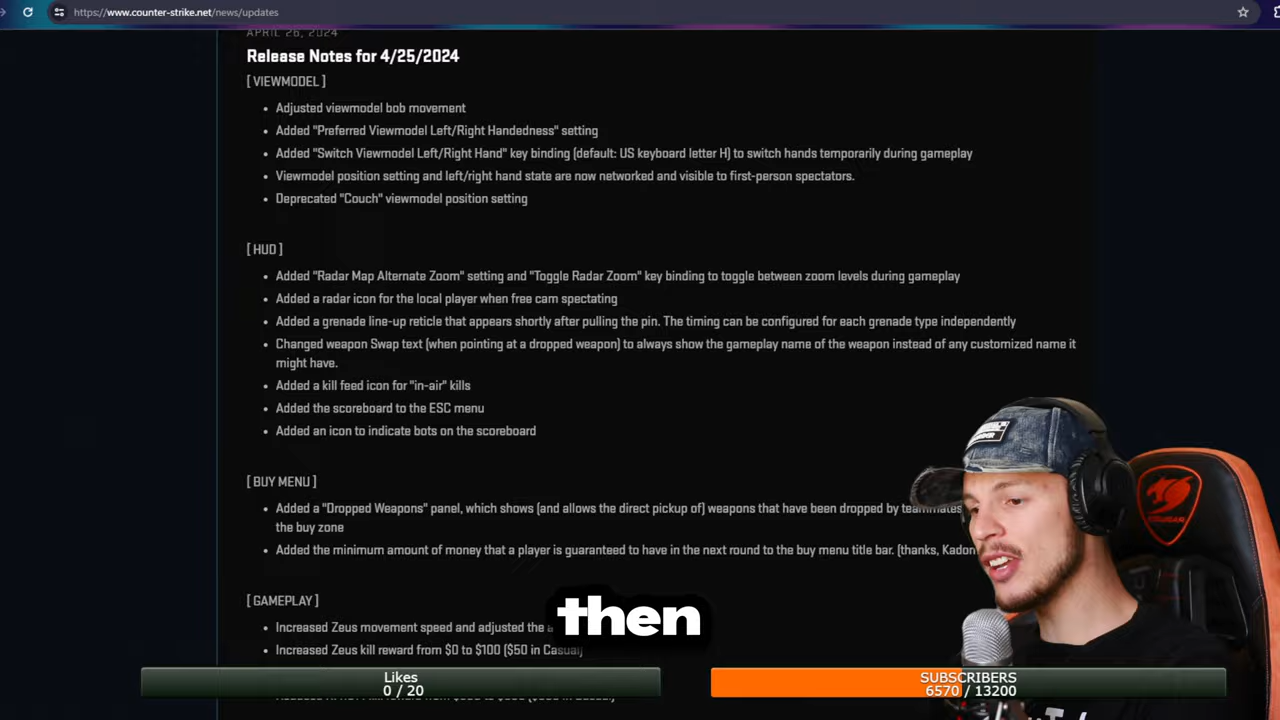 https://www.counter-strike.net/news/updates
APRIL 26, 2024
Release Notes for 4/25/2024
[ VIEWMODEL ]
• Adjusted viewmodel bob movement
• Added "Preferred Viewmodel Left/Right Handedness" setting
• Added "Switch Viewmodel Left/Right Hand" key binding (default: US keyboard letter H) to switch hands temporarily during gameplay
• Viewmodel position setting and left/right hand state are now networked and visible to first-person spectators.
• Deprecated "Couch" viewmodel position setting
[ HUD ]
• Added "Radar Map Alternate Zoom" setting and "Toggle Radar Zoom" key binding to toggle between zoom levels during gameplay
• Added a radar icon for the local player when free cam spectating
• Added a grenade line-up reticle that appears shortly after pulling the pin. The timing can be configured for each grenade type independently
• Changed weapon Swap text (when pointing at a dropped weapon) to always show the gameplay name of the weapon instead of any customized name it
might have.
• Added a kill feed icon for "in-air" kills
• Added the scoreboard to the ESC menu
• Added an icon to indicate bots on the scoreboard
[ BUY MENU ]
• Added a "Dropped Weapons" panel, which shows (and allows the direct pickup of) weapons that have been dropped by teammates
the buy zone
• Added the minimum amount of money that a player is guaranteed to have in the next round to the buy menu title bar. (thanks, Kadon
[ GAMEPLAY ]
• Increased Zeus movement speed and adjusted the
then
• Increased Zeus kill reward from $0 to $100 ($50 in Casual)
Likes
0 / 20
SUBSCRIBERS
6570 / 13200
COUGAR